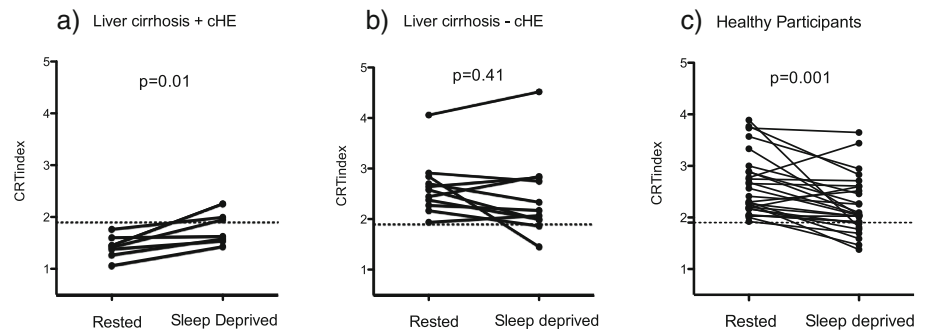 a) Liver cirrhosis + cHE
p=0.01
CRTindex
5
4
3
2
1
Rested
Sleep Deprived
b) Liver cirrhosis - cHE
p=0.41
CRTindex
5
4
3
2
1
Rested
Sleep deprived
c) Healthy Participants
p=0.001
CRTindex
5
4
3
2
1
Rested
Sleep deprived